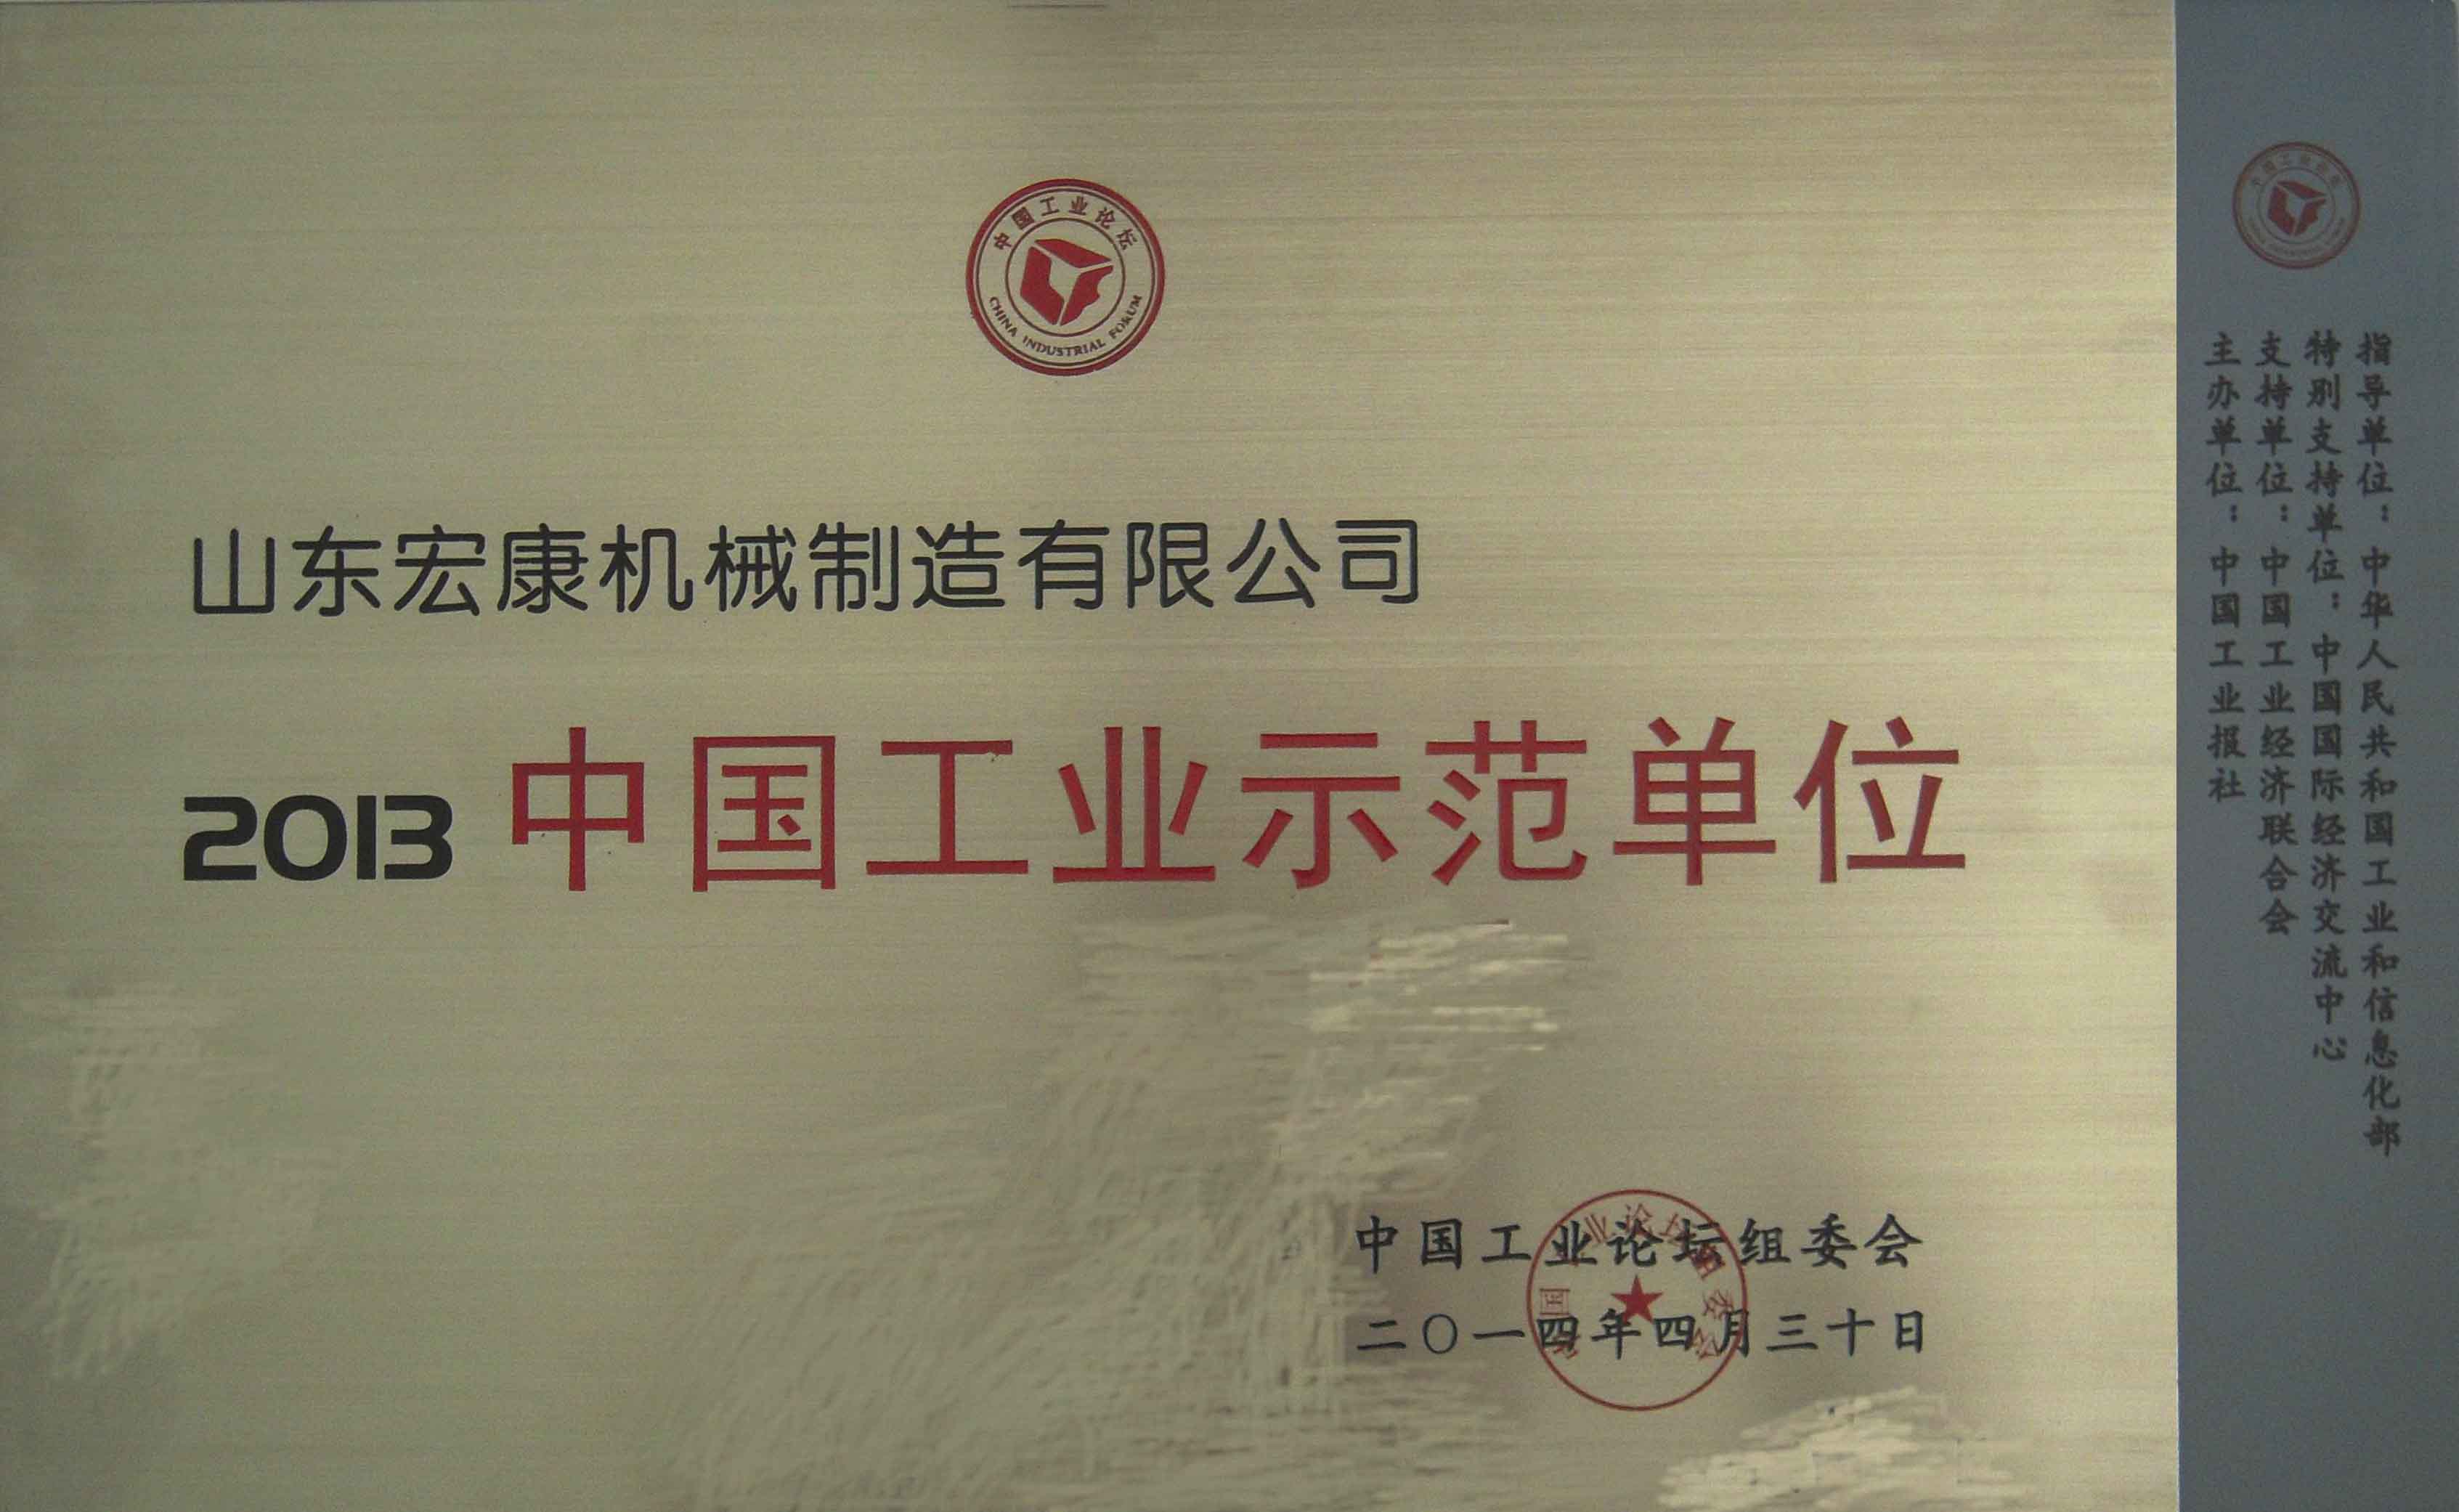 中国工业论坛
CHINA INDUSTRIAL FORUM
山东宏康机械制造有限公司
2013 中国工业示范单位
中国工业论坛组委会
二〇一四年四月三十日
指导单位：中华人民共和国工业和信息化部
特别支持单位：中国国际经济交流中心
支持单位：中国工业经济联合会
主办单位：中国工业报社